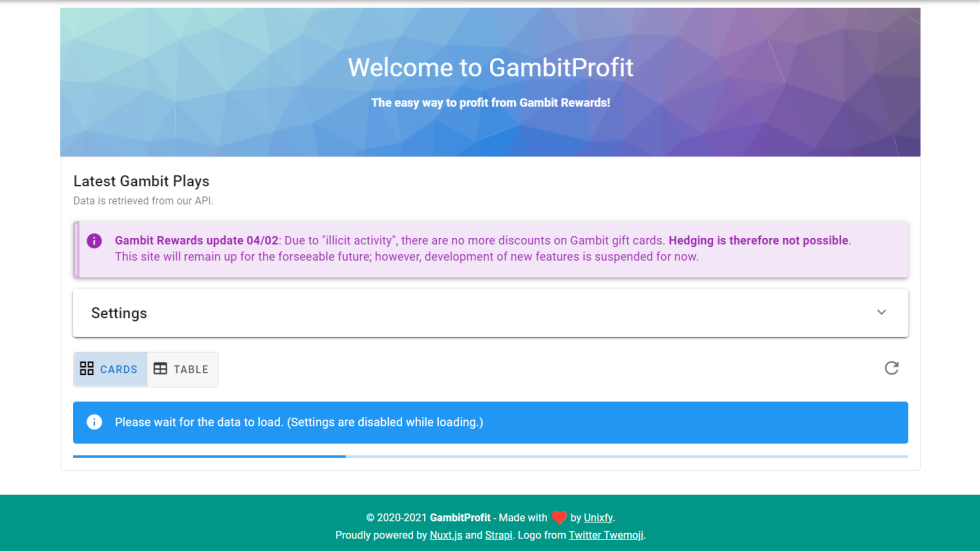 Welcome to GambitProfit
The easy way to profit from Gambit Rewards!
Latest Gambit Plays
Data is retrieved from our API.
Gambit Rewards update 04/02: Due to "illicit activity", there are no more discounts on Gambit gift cards. Hedging is therefore not possible.
This site will remain up for the forseeable future; however, development of new features is suspended for now.
Settings
CARDS TABLE
Please wait for the data to load. (Settings are disabled while loading.)
© 2020-2021 GambitProfit - Made with ❤️ by Unixfy.
Proudly powered by Nuxt.js and Strapi. Logo from Twitter Twemoji.